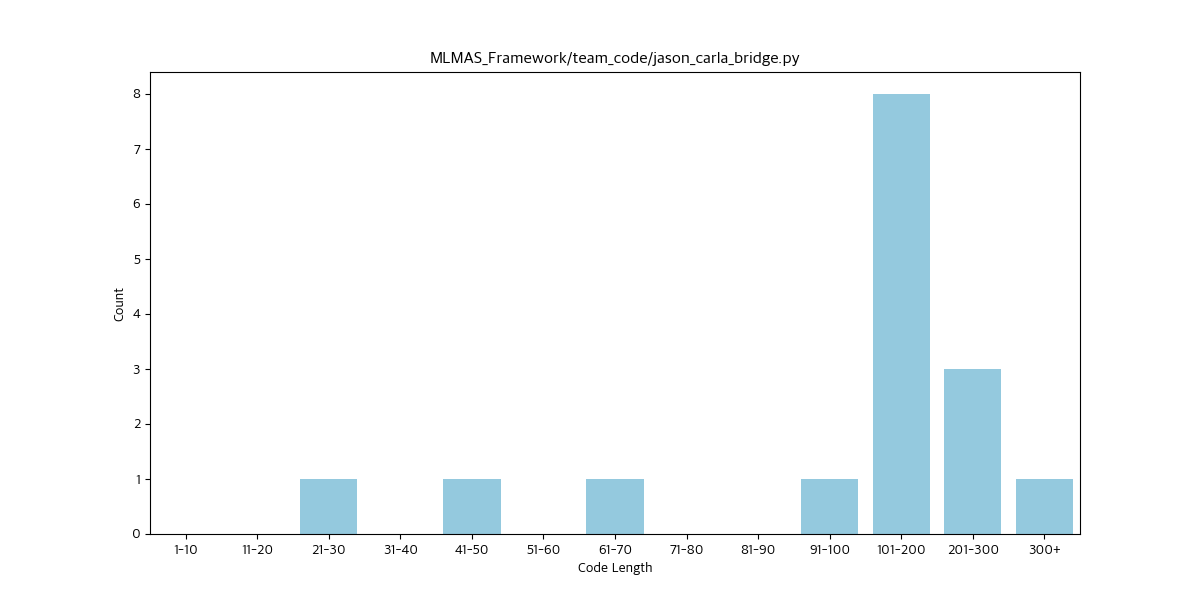 MLMAS_Framework/team_code/jason_carla_bridge.py
8
7
6
5
4
3
2
1
0
Count
1-10 11-20 21-30 31-40 41-50 51-60 61-70 71-80 81-90 91-100 101-200 201-300 300+
Code Length